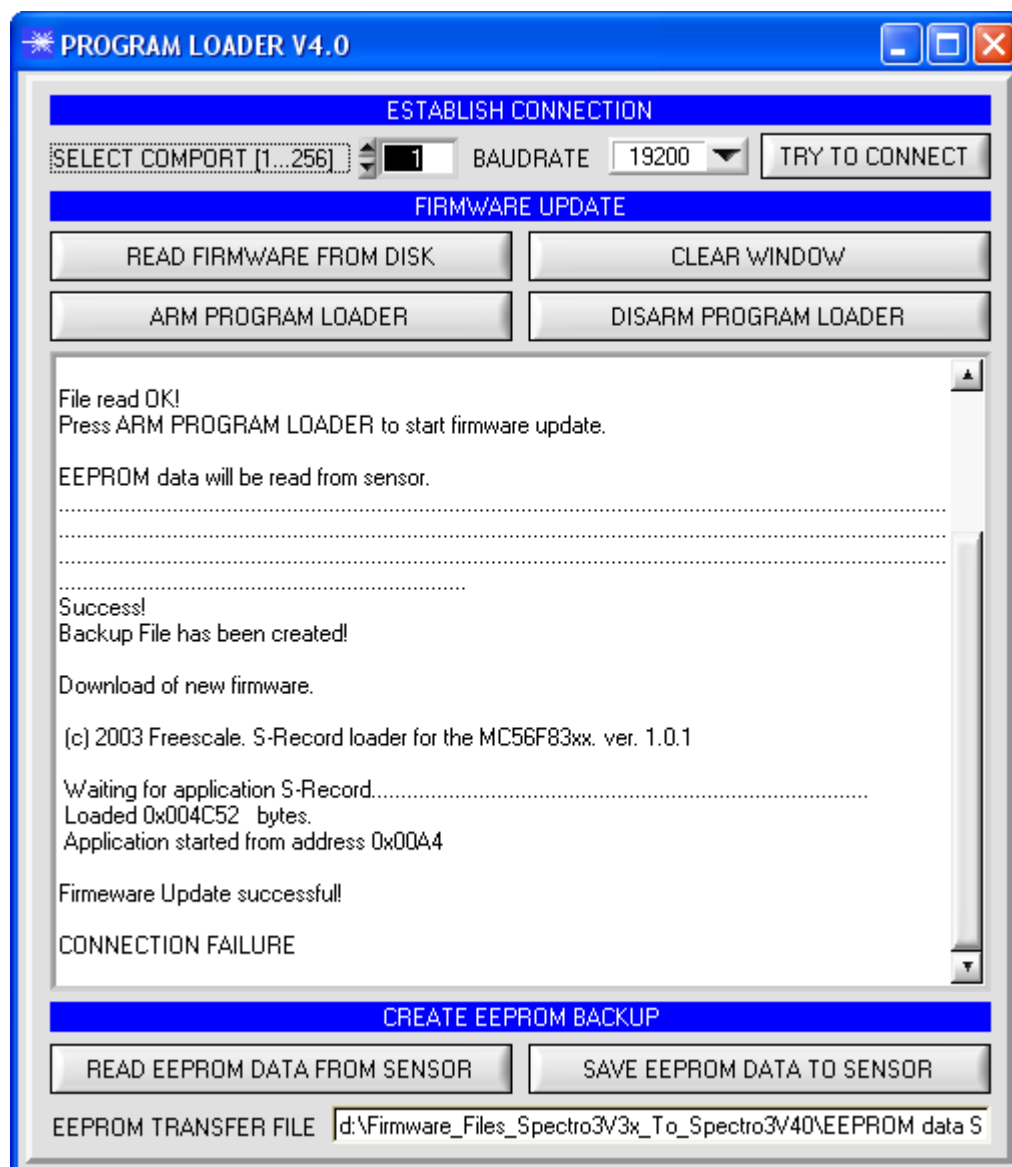 PROGRAM LOADER V4.0
ESTABLISH CONNECTION
SELECT COMPORT [1...256] 1 BAUDRATE 19200 TRY TO CONNECT
FIRMWARE UPDATE
READ FIRMWARE FROM DISK CLEAR WINDOW
ARM PROGRAM LOADER DISARM PROGRAM LOADER
File read OK!
Press ARM PROGRAM LOADER to start firmware update.
EEPROM data will be read from sensor.
................................................................................................................................................
................................................................................................................................................
................................................................................................................................................
..................................................................
Success!
Backup File has been created!
Download of new firmware.
(c) 2003 Freescale. S-Record loader for the MC56F83xx. ver. 1.0.1
Waiting for application S-Record.................................................................................
Loaded 0x004C52 bytes.
Application started from address 0x00A4
Firmeware Update successful!
CONNECTION FAILURE
CREATE EEPROM BACKUP
READ EEPROM DATA FROM SENSOR SAVE EEPROM DATA TO SENSOR
EEPROM TRANSFER FILE d:\Firmware_Files_Spectro3V3x_To_Spectro3V40\EEPROM data S